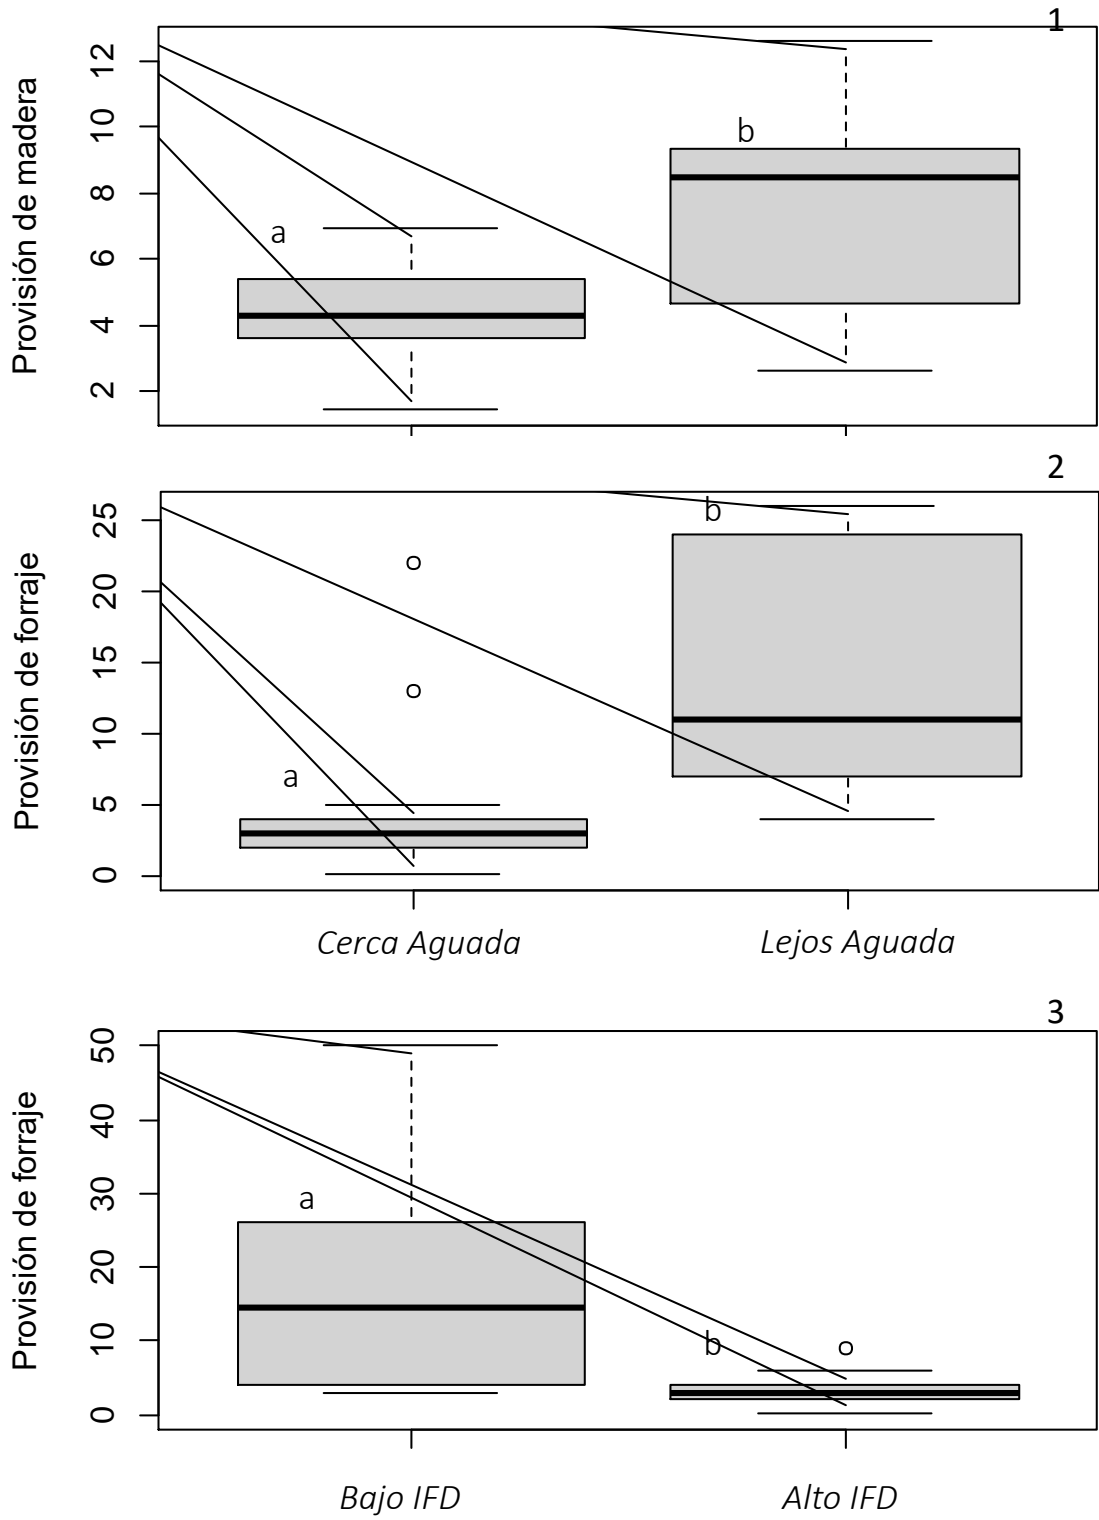 1
Provisión de madera
12
10
8
6
4
2
a
b
2
Provisión de forraje
25
20
15
10
5
0
a
b
Cerca Aguada
Lejos Aguada
3
Provisión de forraje
50
40
30
20
10
0
a
b
Bajo IFD
Alto IFD